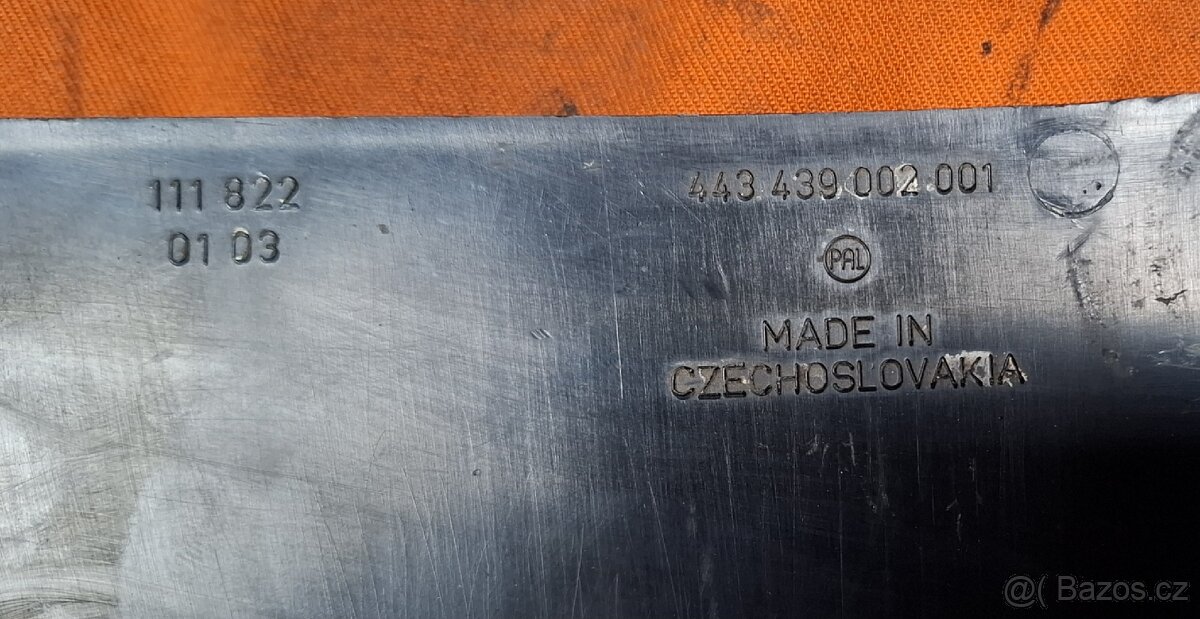 111 822
01 03
443 439 002 001
PAL
MADE IN
CZECHOSLOVAKIA
@( Bazos.cz